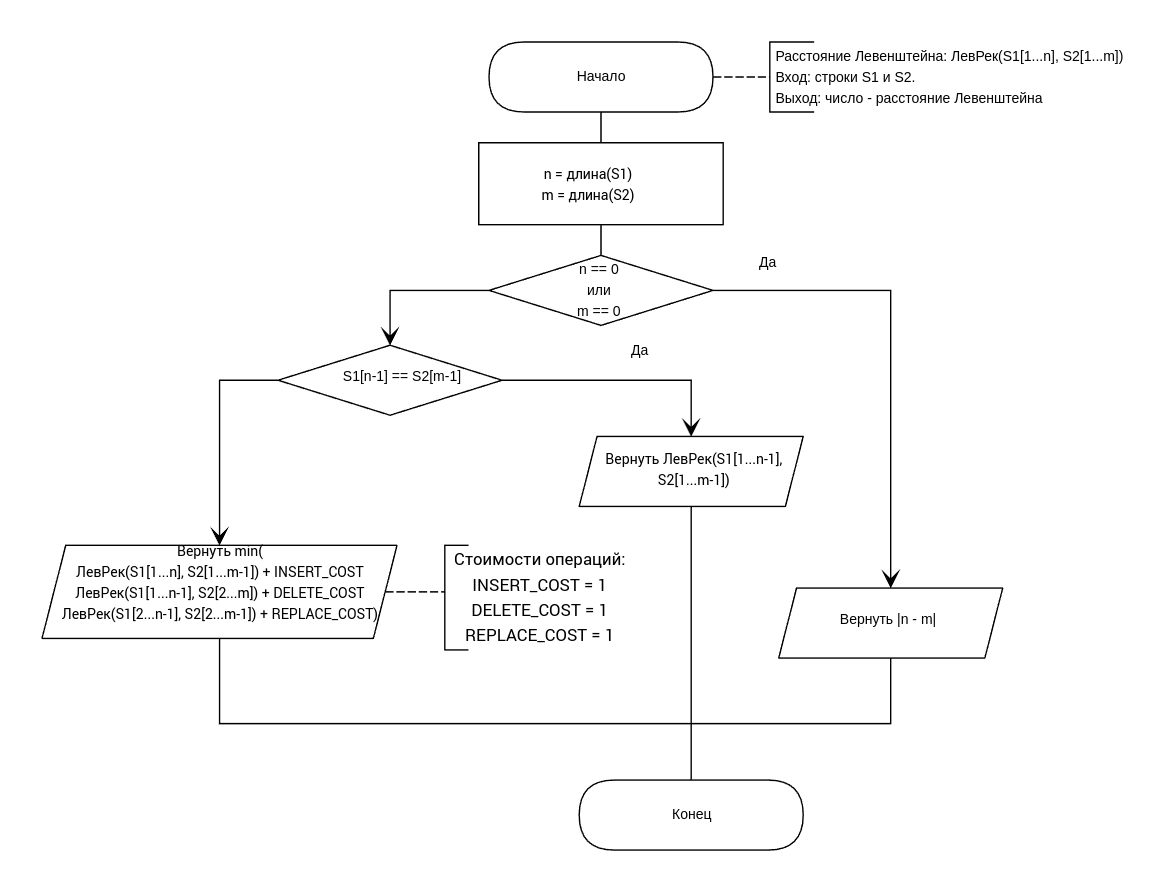 Начало
Расстояние Левенштейна: ЛевРек(S1[1...n], S2[1...m])
Вход: строки S1 и S2.
Выход: число - расстояние Левенштейна
n = длина(S1)
m = длина(S2)
Да
n == 0
или
m == 0
Да
S1[n-1] == S2[m-1]
Вернуть ЛевРек(S1[1...n-1],
S2[1...m-1])
Вернуть min(
ЛевРек(S1[1...n], S2[1...m-1]) + INSERT_COST
ЛевРек(S1[1...n-1], S2[2...m]) + DELETE_COST
ЛевРек(S1[2...n-1], S2[2...m-1]) + REPLACE_COST)
Стоимости операций:
INSERT_COST = 1
DELETE_COST = 1
REPLACE_COST = 1
Вернуть |n - m|
Конец